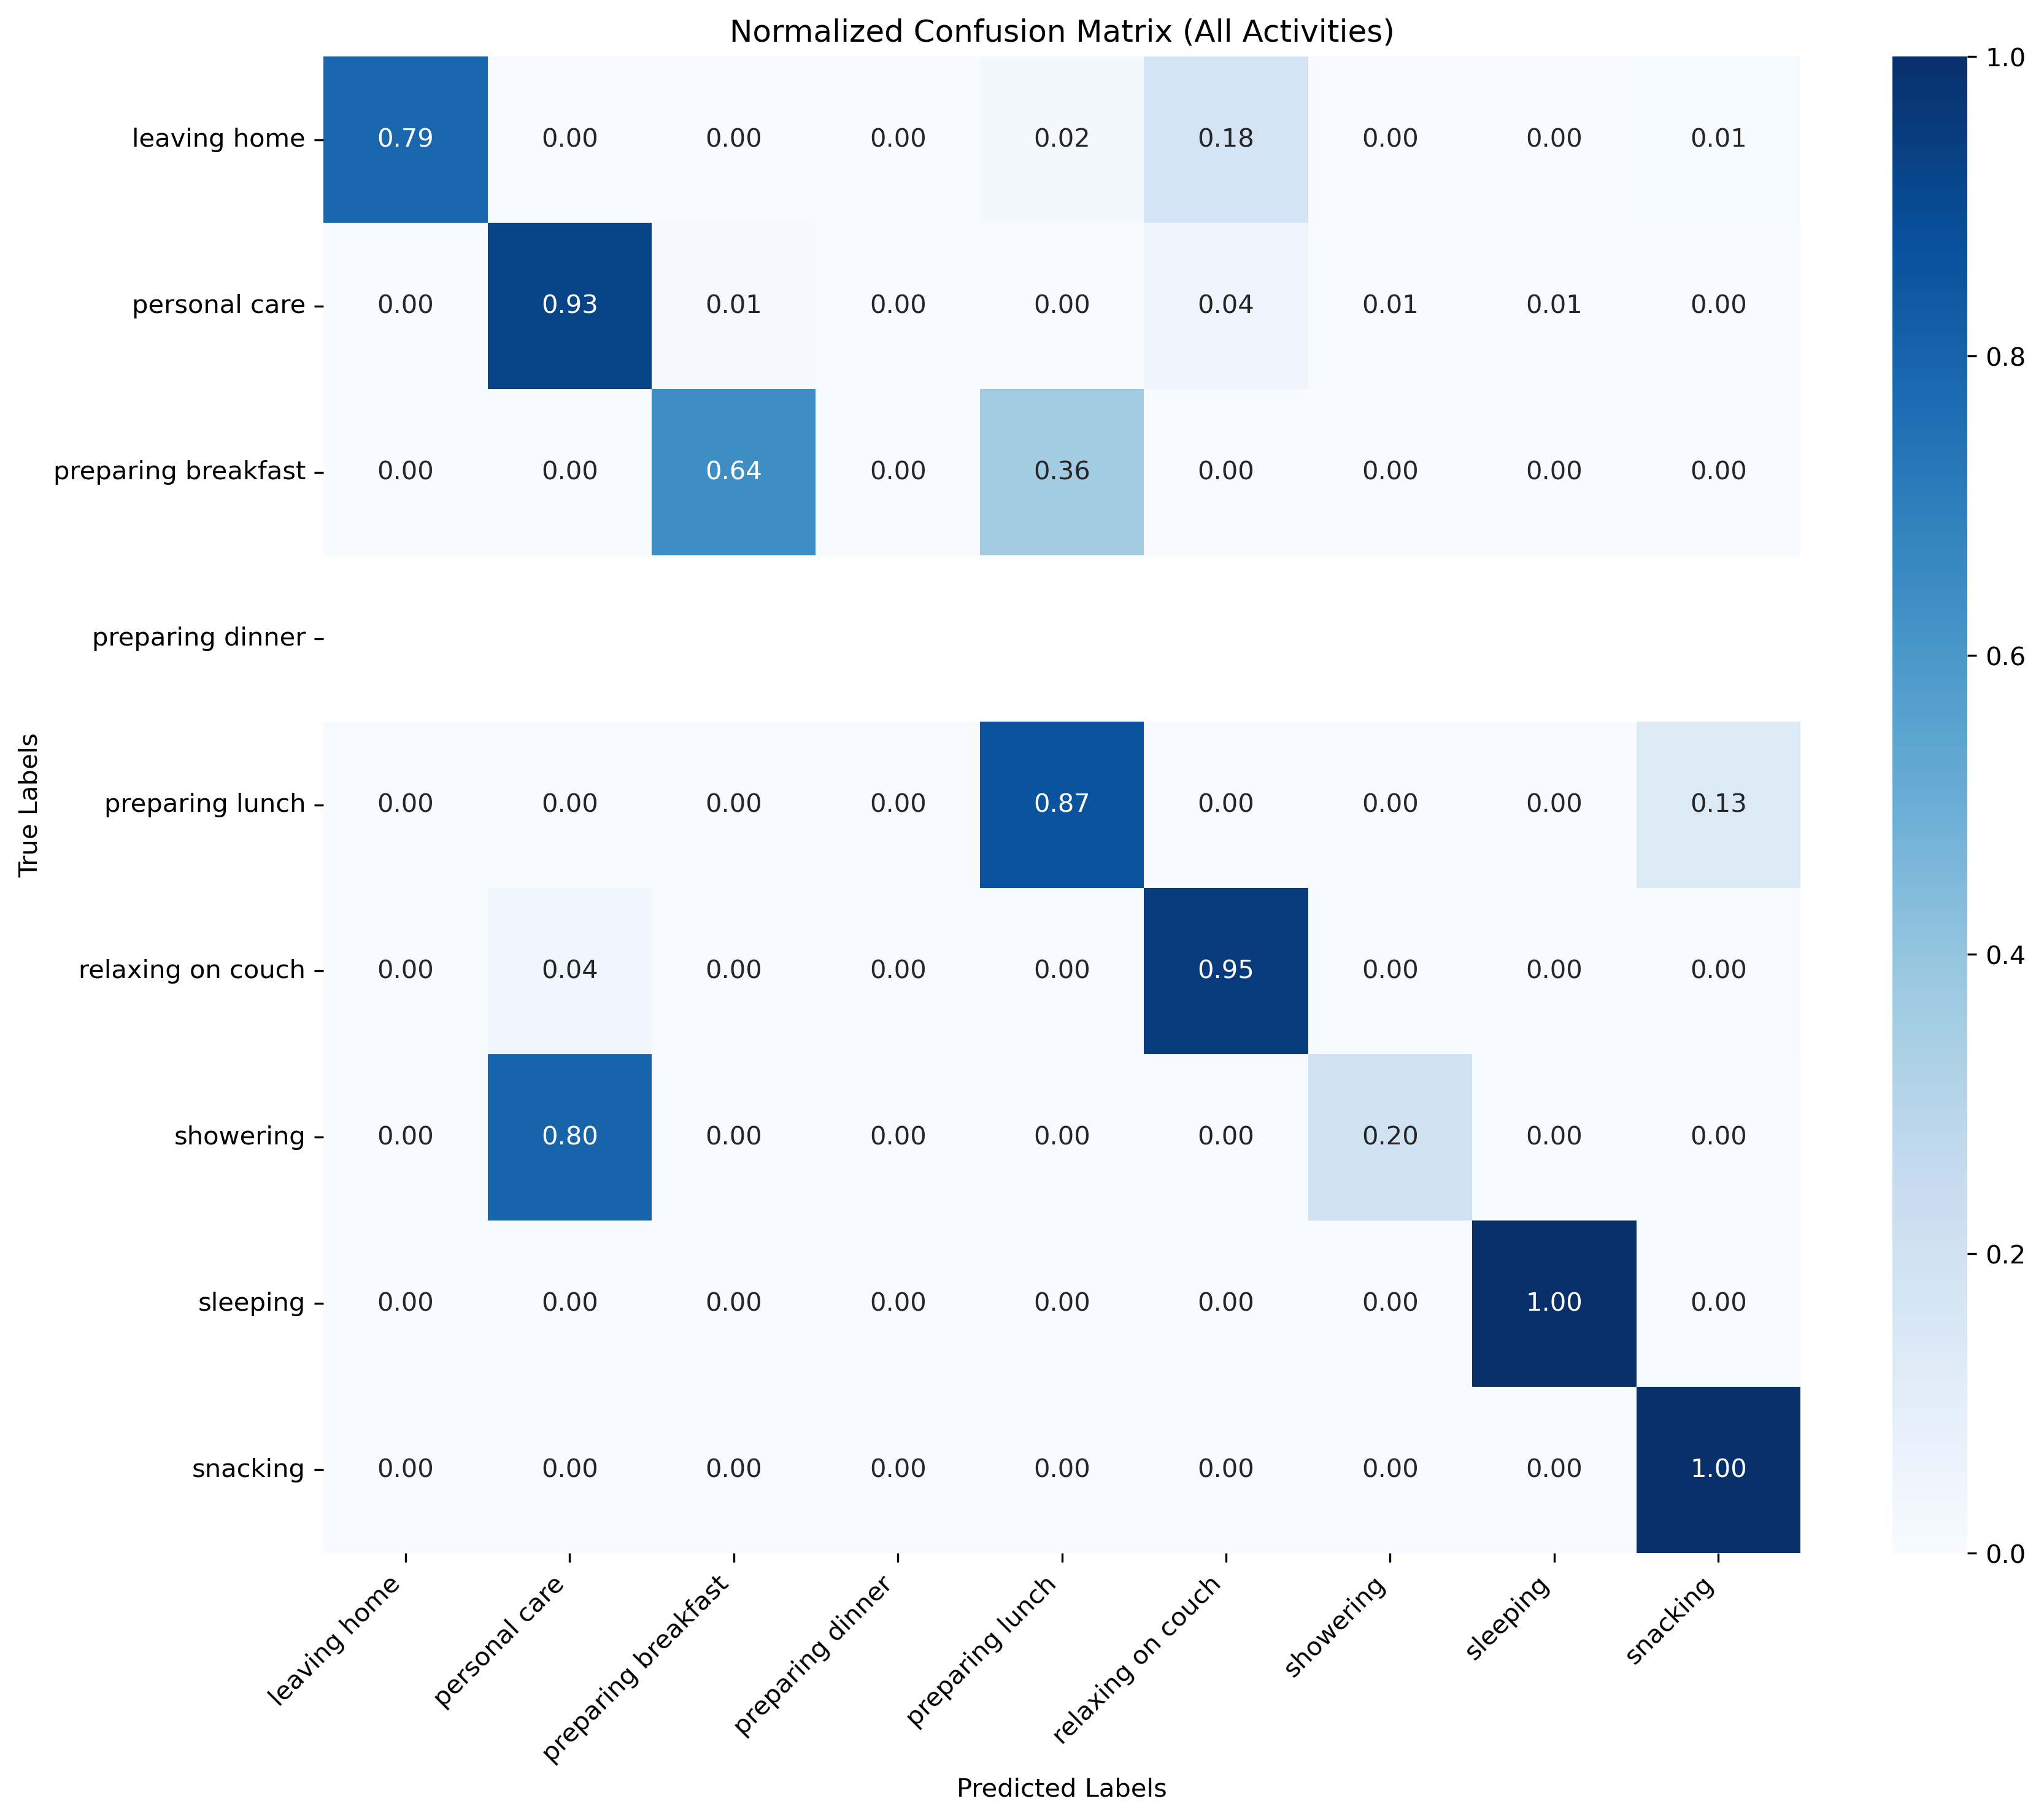 Normalized Confusion Matrix (All Activities)
leaving home 0.79 0.00 0.00 0.00 0.02 0.18 0.00 0.00 0.01
personal care 0.00 0.93 0.01 0.00 0.00 0.04 0.01 0.01 0.00
preparing breakfast 0.00 0.00 0.64 0.00 0.36 0.00 0.00 0.00 0.00
preparing dinner
preparing lunch 0.00 0.00 0.00 0.00 0.87 0.00 0.00 0.00 0.13
relaxing on couch 0.00 0.04 0.00 0.00 0.00 0.95 0.00 0.00 0.00
showering 0.00 0.80 0.00 0.00 0.00 0.00 0.20 0.00 0.00
sleeping 0.00 0.00 0.00 0.00 0.00 0.00 0.00 1.00 0.00
snacking 0.00 0.00 0.00 0.00 0.00 0.00 0.00 0.00 1.00
True Labels
leaving home
personal care
preparing breakfast
preparing dinner
preparing lunch
relaxing on couch
showering
sleeping
snacking
Predicted Labels
1.0
0.8
0.6
0.4
0.2
0.0